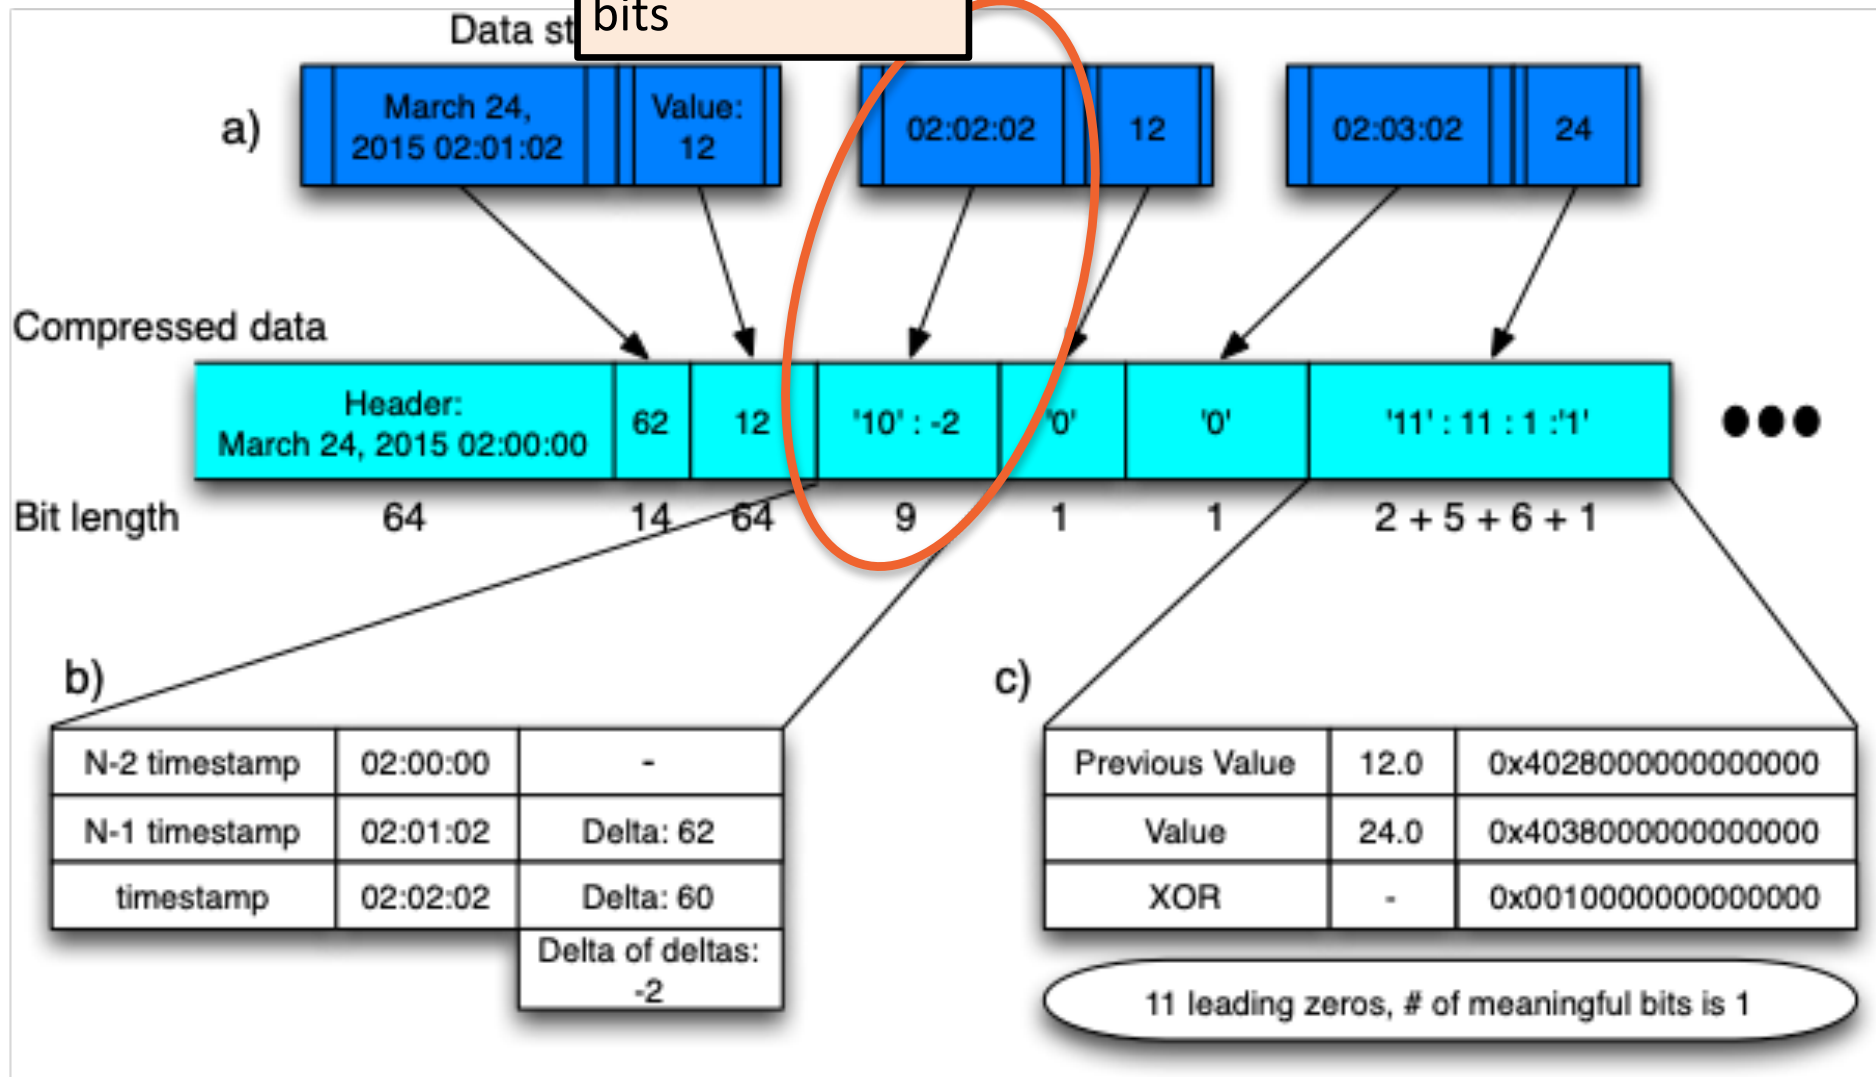 bits
Data st
a)
March 24,
2015 02:01:02
Value:
12
02:02:02
12
02:03:02
24
Compressed data
Header:
March 24, 2015 02:00:00
62
12
'10' : -2
'0'
'0'
'11' : 11 : 1 :'1'
Bit length
64
14
64
9
1
1
2 + 5 + 6 + 1
b)
N-2 timestamp 02:00:00 -
N-1 timestamp 02:01:02 Delta: 62
timestamp 02:02:02 Delta: 60
Delta of deltas:
-2
c)
Previous Value 12.0 0x4028000000000000
Value 24.0 0x4038000000000000
XOR - 0x0010000000000000
11 leading zeros, # of meaningful bits is 1